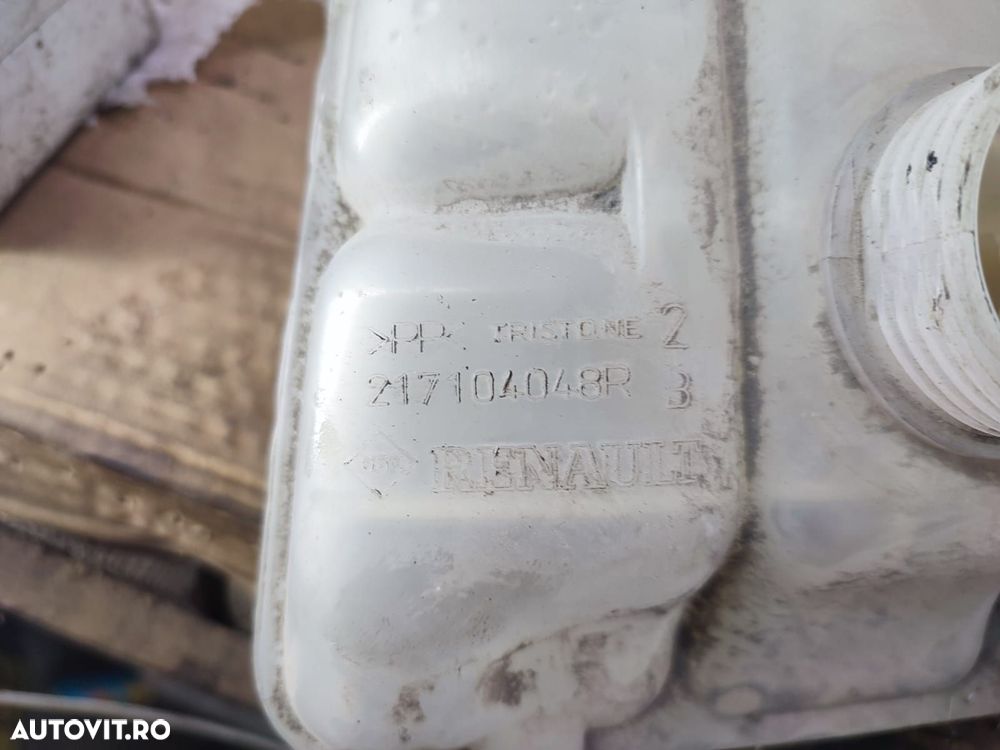 >PP< TRISTONE 2
217104048R 3
RENAULT
AUTOVIT.RO